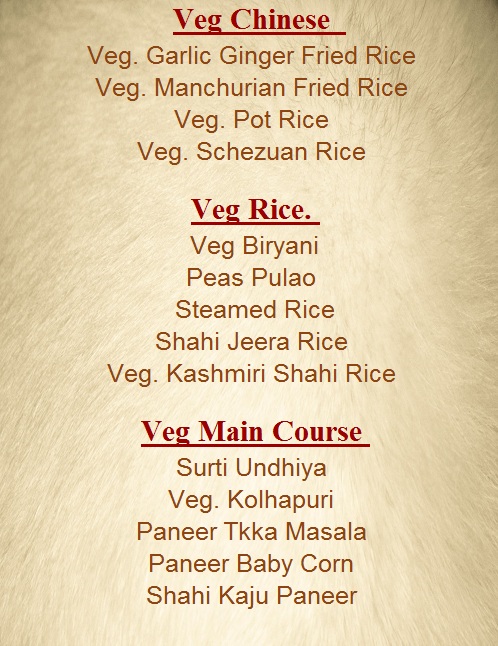 Veg Chinese
Veg. Garlic Ginger Fried Rice
Veg. Manchurian Fried Rice
Veg. Pot Rice
Veg. Schezuan Rice
Veg Rice.
Veg Biryani
Peas Pulao
Steamed Rice
Shahi Jeera Rice
Veg. Kashmiri Shahi Rice
Veg Main Course
Surti Undhiya
Veg. Kolhapuri
Paneer Tkka Masala
Paneer Baby Corn
Shahi Kaju Paneer